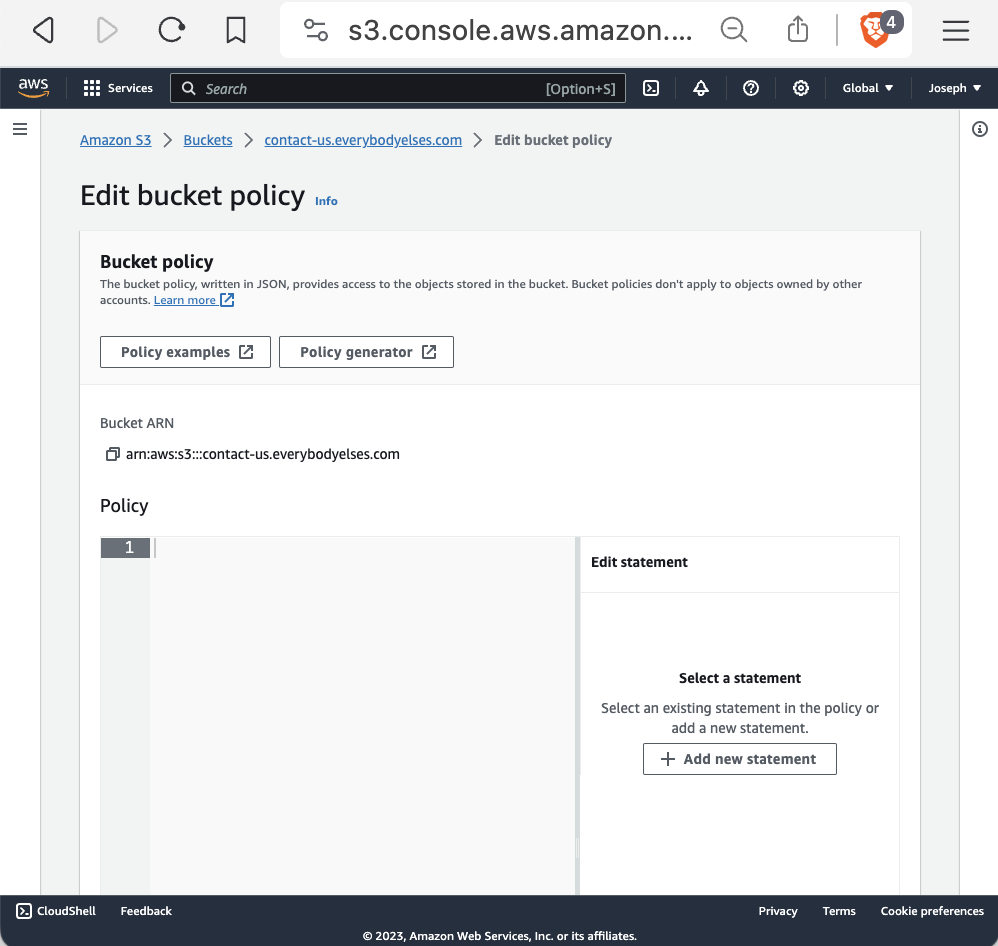 s3.console.aws.amazon.... 4
aws Services Search [Option+S] Global Joseph
Amazon S3 Buckets contact-us.everybodyelses.com Edit bucket policy
Edit bucket policy Info
Bucket policy
The bucket policy, written in JSON, provides access to the objects stored in the bucket. Bucket policies don't apply to objects owned by other
accounts. Learn more
Policy examples Policy generator
Bucket ARN
arn:aws:s3:::contact-us.everybodyelses.com
Policy
1
Edit statement
Select a statement
Select an existing statement in the policy or
add a new statement.
Add new statement
CloudShell Feedback Privacy Terms Cookie preferences
© 2023, Amazon Web Services, Inc. or its affiliates.